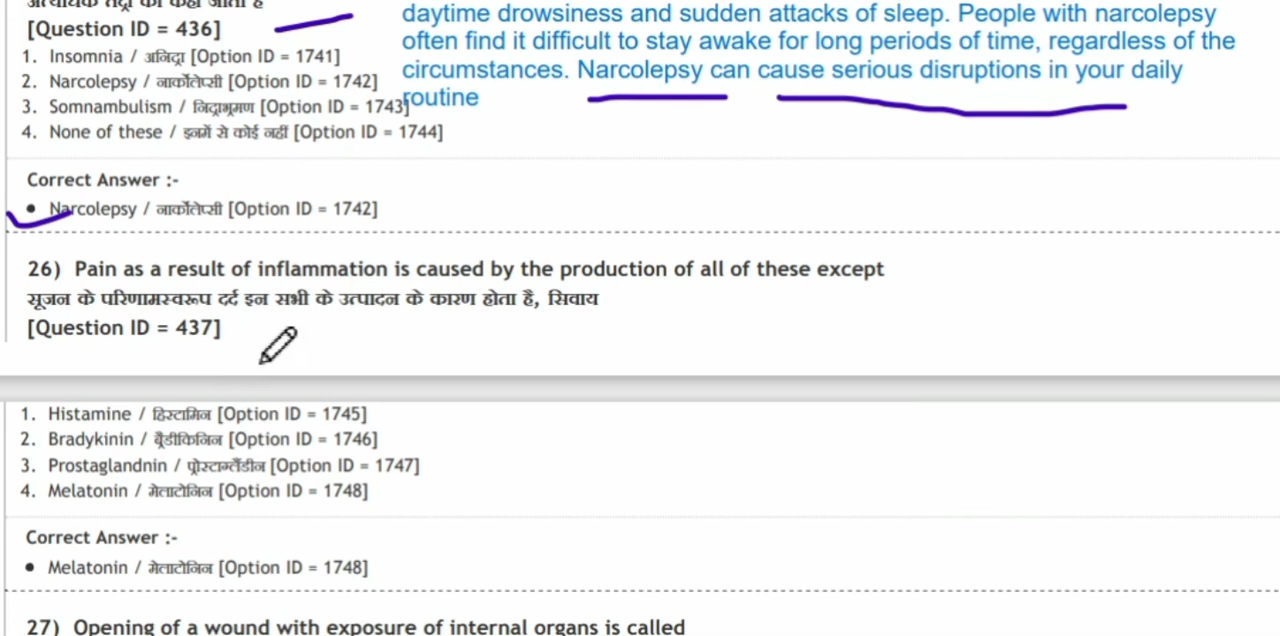 अत्यधिक तंद्रा को कहा जाता है
[Question ID = 436]
1. Insomnia / अनिद्रा [Option ID = 1741]
2. Narcolepsy / नार्कोलेप्सी [Option ID = 1742]
3. Somnambulism / निद्राभ्रमण [Option ID = 1743]
4. None of these / इनमें से कोई नहीं [Option ID = 1744]
daytime drowsiness and sudden attacks of sleep. People with narcolepsy
often find it difficult to stay awake for long periods of time, regardless of the
circumstances. Narcolepsy can cause serious disruptions in your daily
routine
Correct Answer :-
• Narcolepsy / नार्कोलेप्सी [Option ID = 1742]
26) Pain as a result of inflammation is caused by the production of all of these except
सूजन के परिणामस्वरूप दर्द इन सभी के उत्पादन के कारण होता है, सिवाय
[Question ID = 437]
1. Histamine / हिस्टामिन [Option ID = 1745]
2. Bradykinin / ब्रैडीकिनिन [Option ID = 1746]
3. Prostaglandnin / प्रोस्टाग्लैंडीन [Option ID = 1747]
4. Melatonin / मेलाटोनिन [Option ID = 1748]
Correct Answer :-
• Melatonin / मेलाटोनिन [Option ID = 1748]
27) Opening of a wound with exposure of internal organs is called